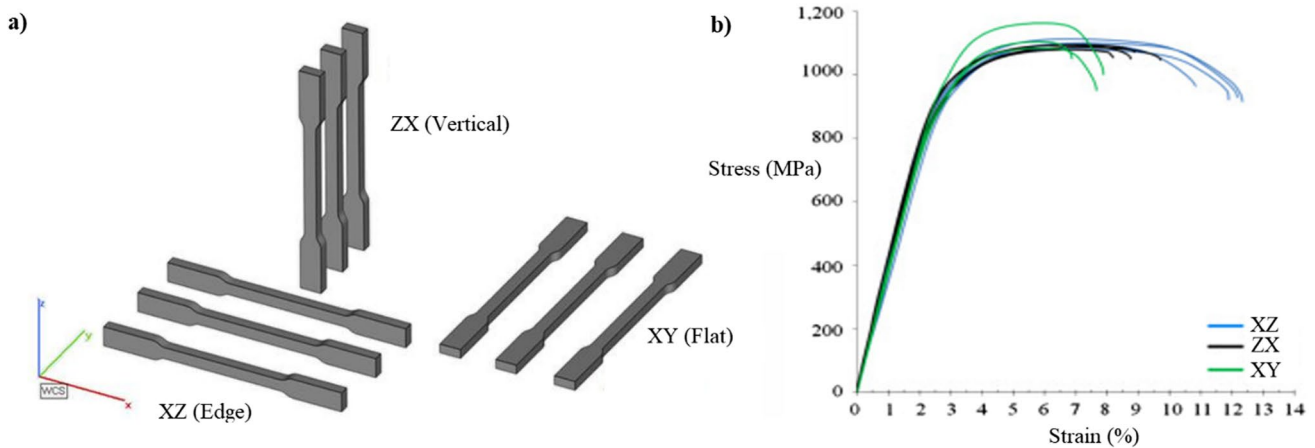 a)
ZX (Vertical)
XY (Flat)
XZ (Edge)
z
y
x
WCS
b)
1,200
1000
800
600
400
200
0
Stress (MPa)
0 1 2 3 4 5 6 7 8 9 10 11 12 13 14
Strain (%)
XZ
ZX
XY